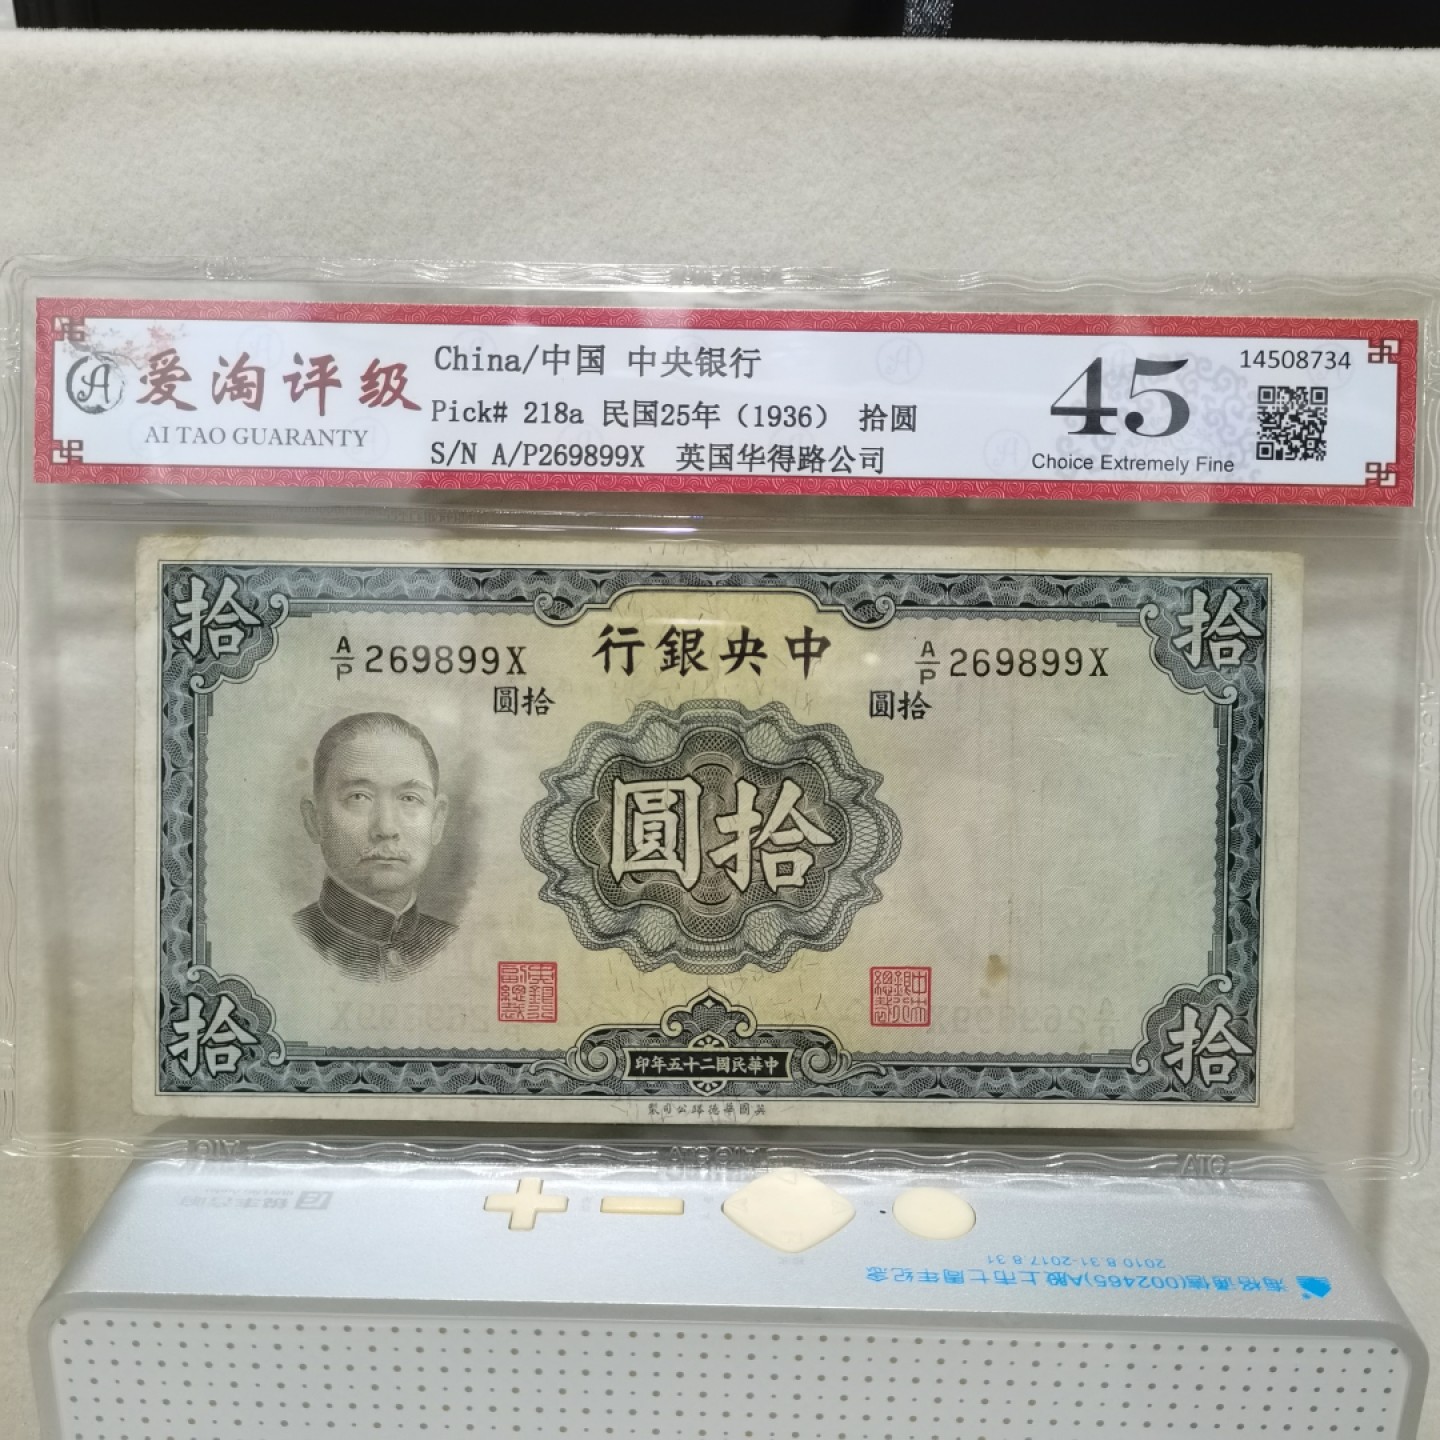 爱淘评级
AI TAO GUARANTY
China/中国 中央银行
Pick# 218a 民国25年（1936） 拾圆
S/N A/P269899X 英国华得路公司
45
Choice Extremely Fine
14508734
拾
拾
A/P 269899X
行銀央中
A/P 269899X
圓拾
圓拾
圓拾
拾
拾
印年五十二國民華中
製司公路德華國英
ATG
海格通信(002465)A股上市七周年纪念
2010.8.31-2017.8.31